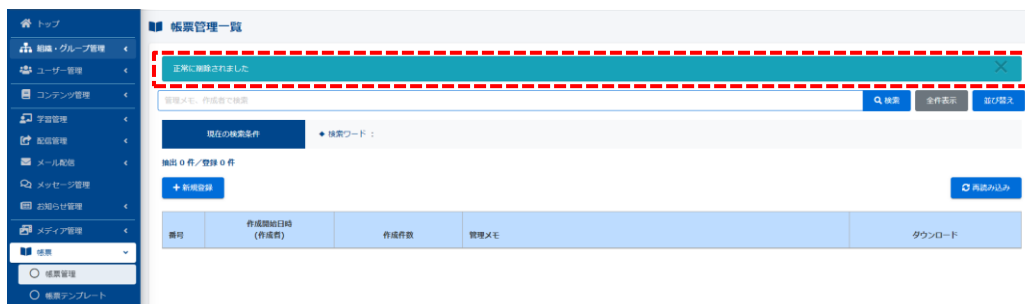 トップ
組織・グループ管理
ユーザー管理
コンテンツ管理
学習管理
配信管理
メール配信
メッセージ管理
お知らせ管理
メディア管理
帳票
帳票管理
帳票テンプレート
帳票管理一覧
正常に削除されました
管理メモ、作成者で検索
検索
全件表示
並び替え
現在の検索条件
◆ 検索ワード :
抽出 0 件／登録 0 件
+ 新規登録
再読み込み
番号
作成開始日時
(作成者)
作成件数
管理メモ
ダウンロード